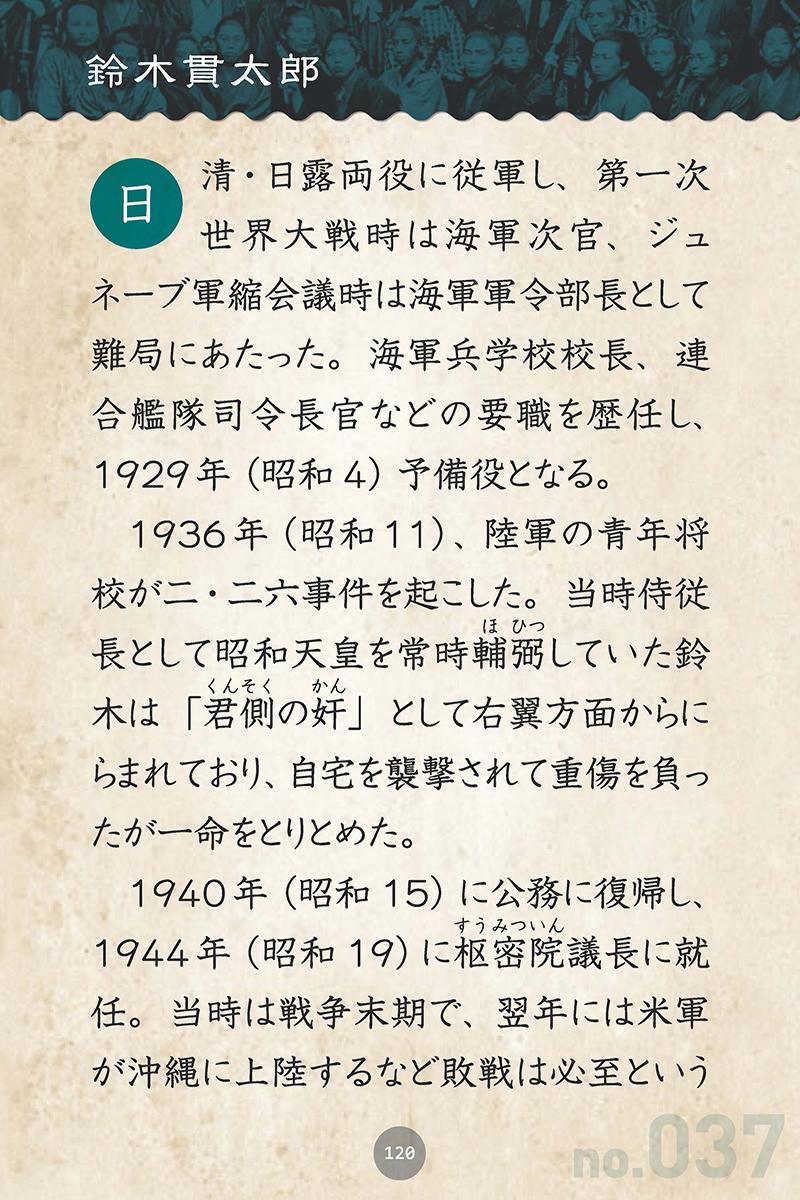 鈴木貫太郎
日清・日露両役に従軍し、第一次
世界大戦時は海軍次官、ジュ
ネーブ軍縮会議時は海軍軍令部長として
難局にあたった。海軍兵学校校長、連
合艦隊司令長官などの要職を歴任し、
1929年（昭和4）予備役となる。
1936年（昭和11）、陸軍の青年将
校が二・二六事件を起こした。当時侍従
ほひつ
長として昭和天皇を常時輔弼していた鈴
くんそく かん
木は「君側の奸」として右翼方面からに
らまれており、自宅を襲撃されて重傷を負っ
たが一命をとりとめた。
1940年（昭和15）に公務に復帰し、
すうみついん
1944年（昭和19）に枢密院議長に就
任。当時は戦争末期で、翌年には米軍
が沖縄に上陸するなど敗戦は必至という
120
no.037